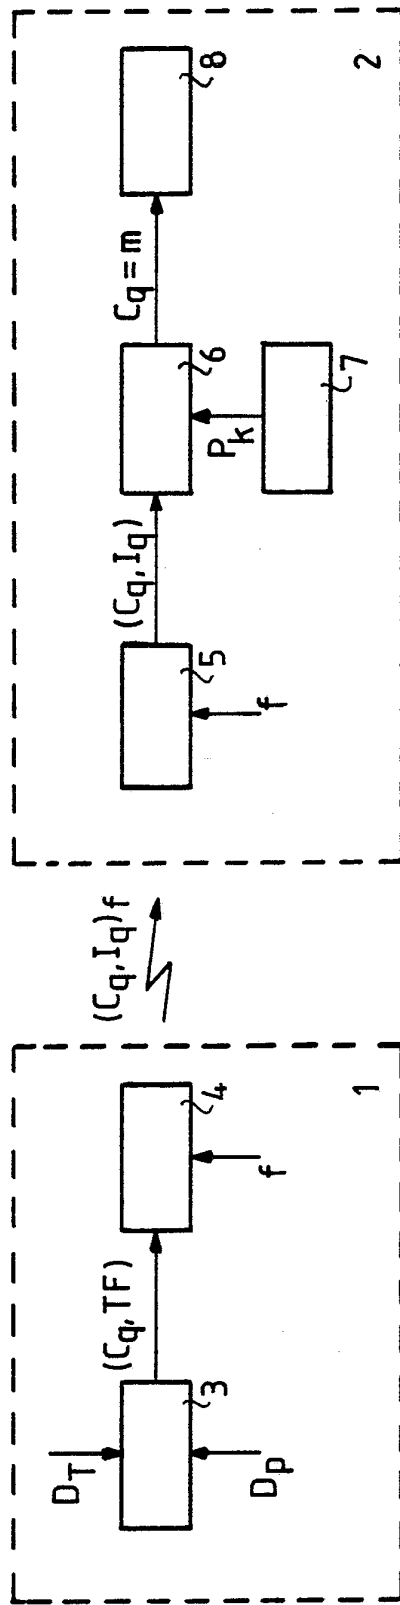 D_T
D_p
3
(C_q, TF)
4
f
1
(C_q, I_q)f
5
f
(C_q, I_q)
6
P_k
7
C_q = m
8
2